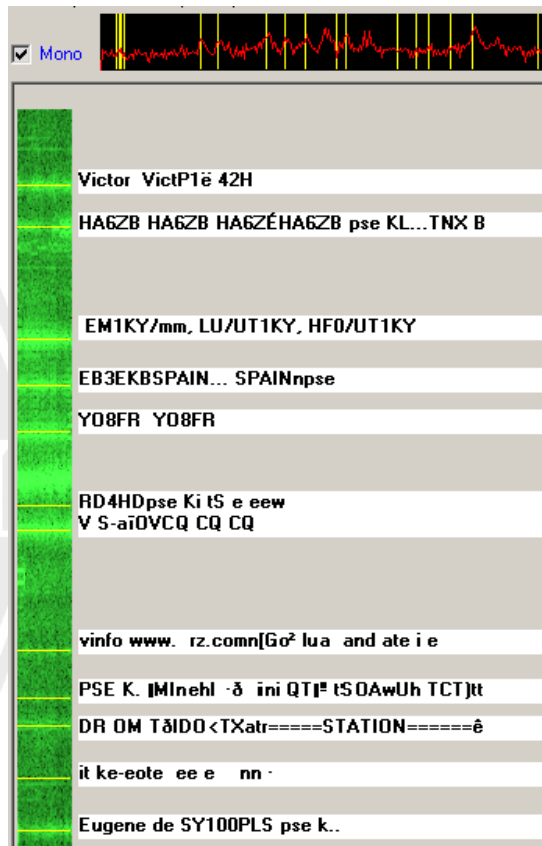 Mono
Victor VictP1ë 42H
HA6ZB HA6ZB HA6ZÉHA6ZB pse KL...TNX B
EM1KY/mm, LU/UT1KY, HF0/UT1KY
EB3EKBSPAIN... SPAINnpse
YO8FR YO8FR
RD4HDpse Ki tS e eew
V S-aïOVCQ CQ CQ
vinfo www. rz.comn[Go² lua and ate i e
PSE K. |MInehl ·ð ini QT|² tSOAwUh TCT)tt
DR OM TðIDO<TXatr=====STATION======ê
it ke-eote ee e nn ·
Eugene de SY100PLS pse k..